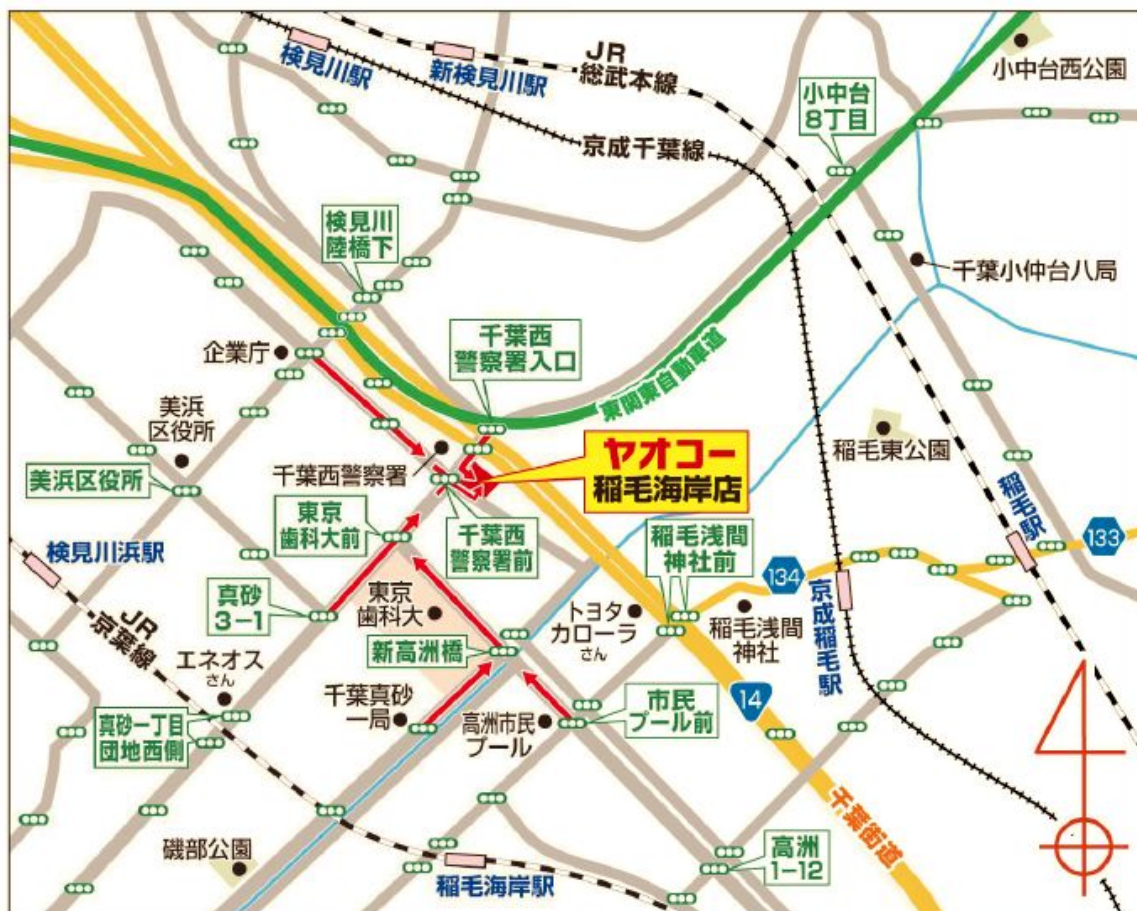 検見川駅
新検見川駅
JR
総武本線
小中台西公園
小中台
8丁目
京成千葉線
検見川
陸橋下
千葉小仲台八局
企業庁
千葉西
警察署入口
東関東自動車道
美浜
区役所
ヤオコー
稲毛海岸店
稲毛東公園
千葉西警察署
美浜区役所
東京
歯科大前
千葉西
警察署前
稲毛浅間
神社前
稲毛駅
133
134
検見川浜駅
JR
京葉線
真砂
3-1
東京
歯科大
トヨタ
カローラ
さん
稲毛浅間
神社
京成稲毛駅
新高洲橋
エネオス
さん
千葉真砂
一局
高洲市民
プール
市民
プール前
14
真砂一丁目
団地西側
千葉街道
磯部公園
稲毛海岸駅
高洲
1-12